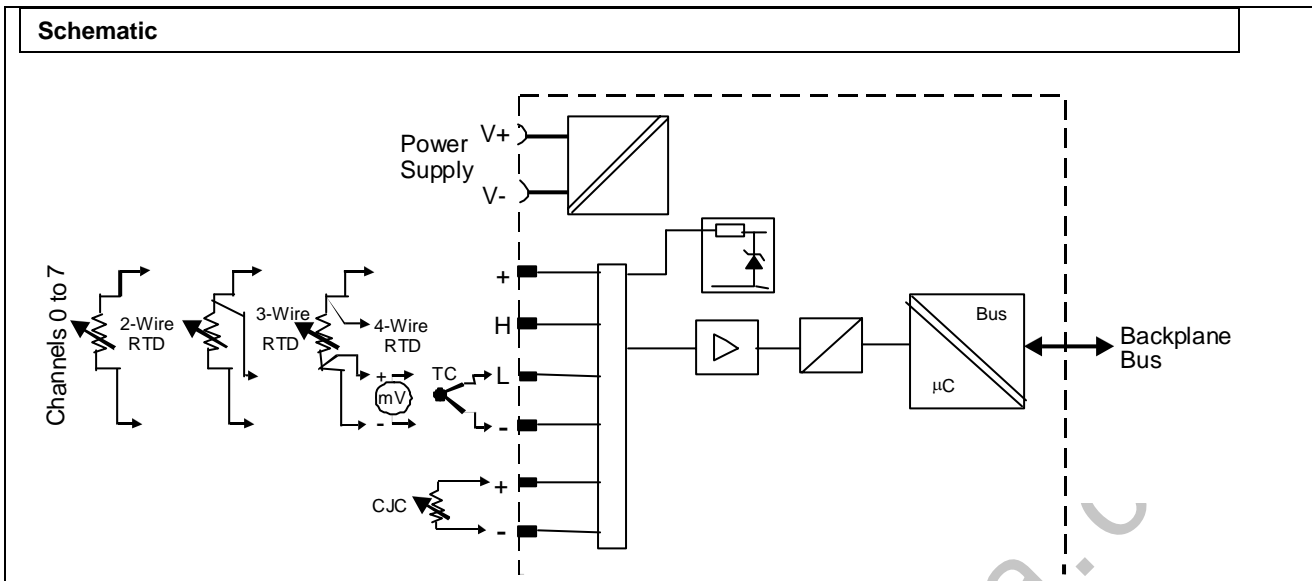 Schematic
Power
Supply
V+
V-
Channels 0 to 7
2-Wire
RTD
3-Wire
RTD
4-Wire
RTD
+
mV
-
TC
+
H
L
-
CJC
+
-
Bus
µC
Backplane
Bus